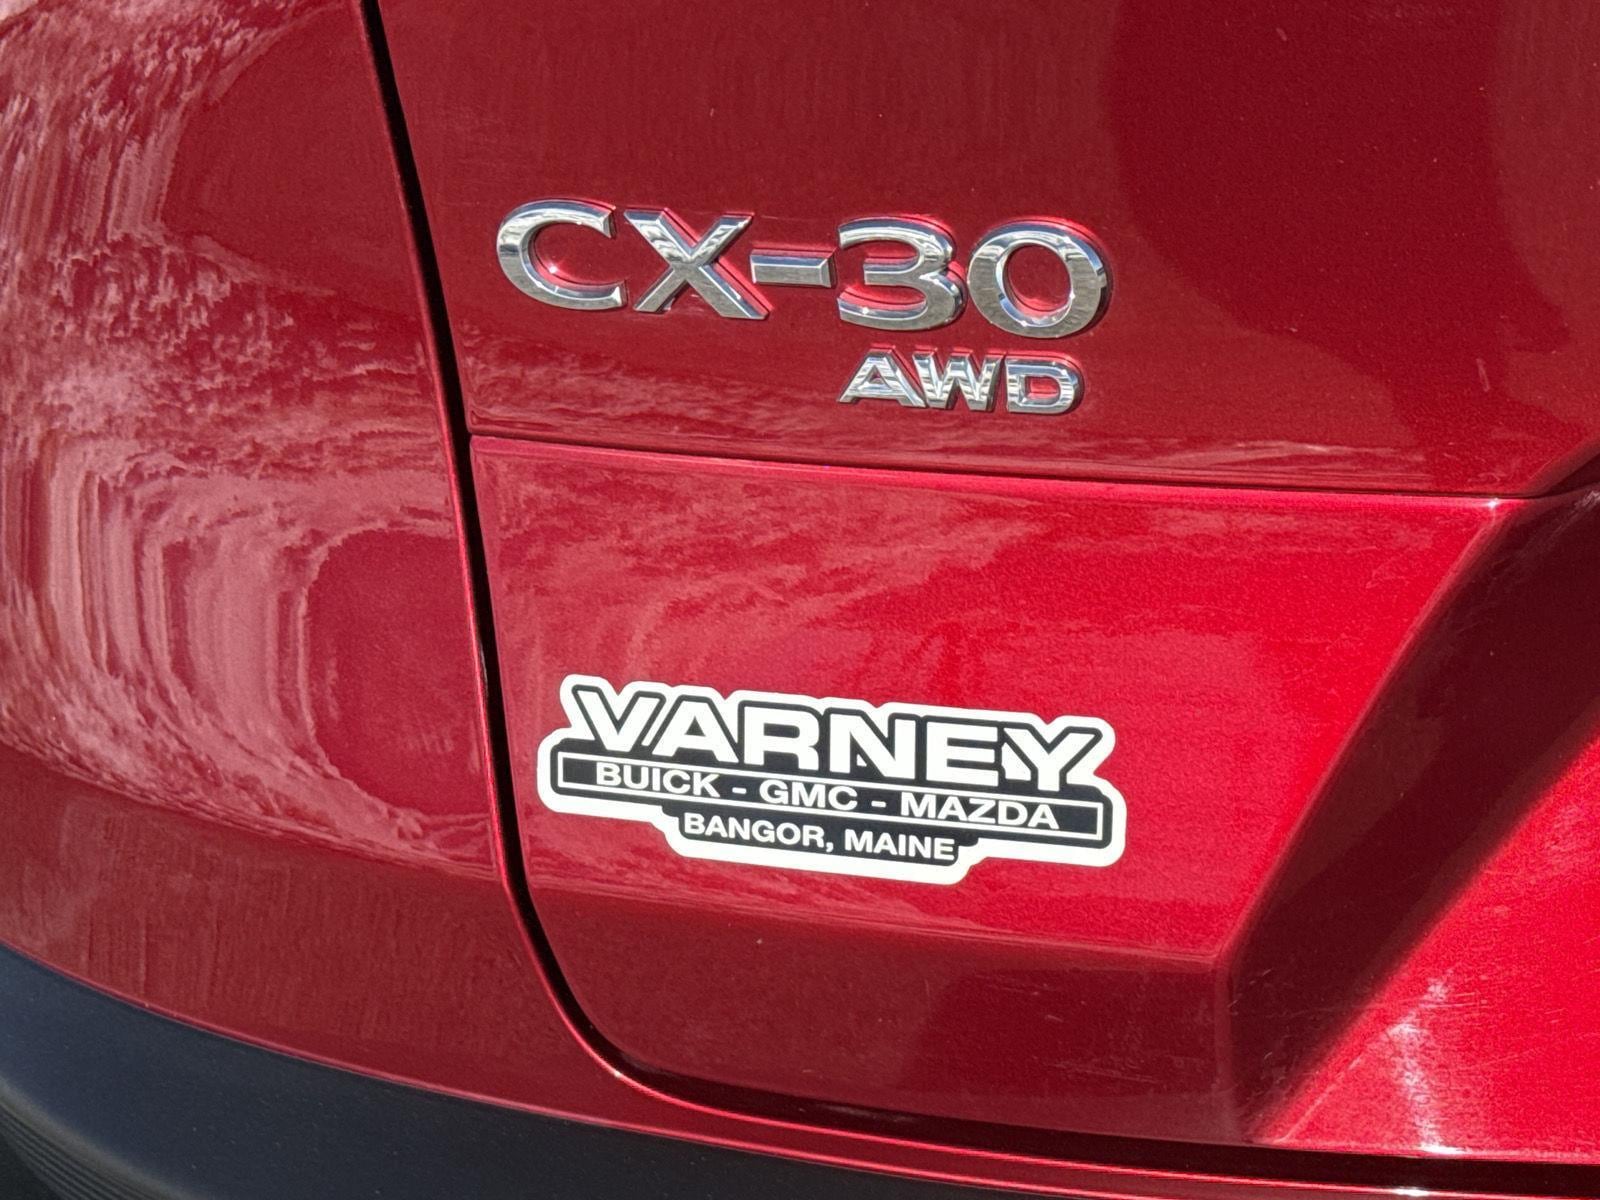 CX-30
AWD
VARNEY
BUICK - GMC - MAZDA
BANGOR, MAINE